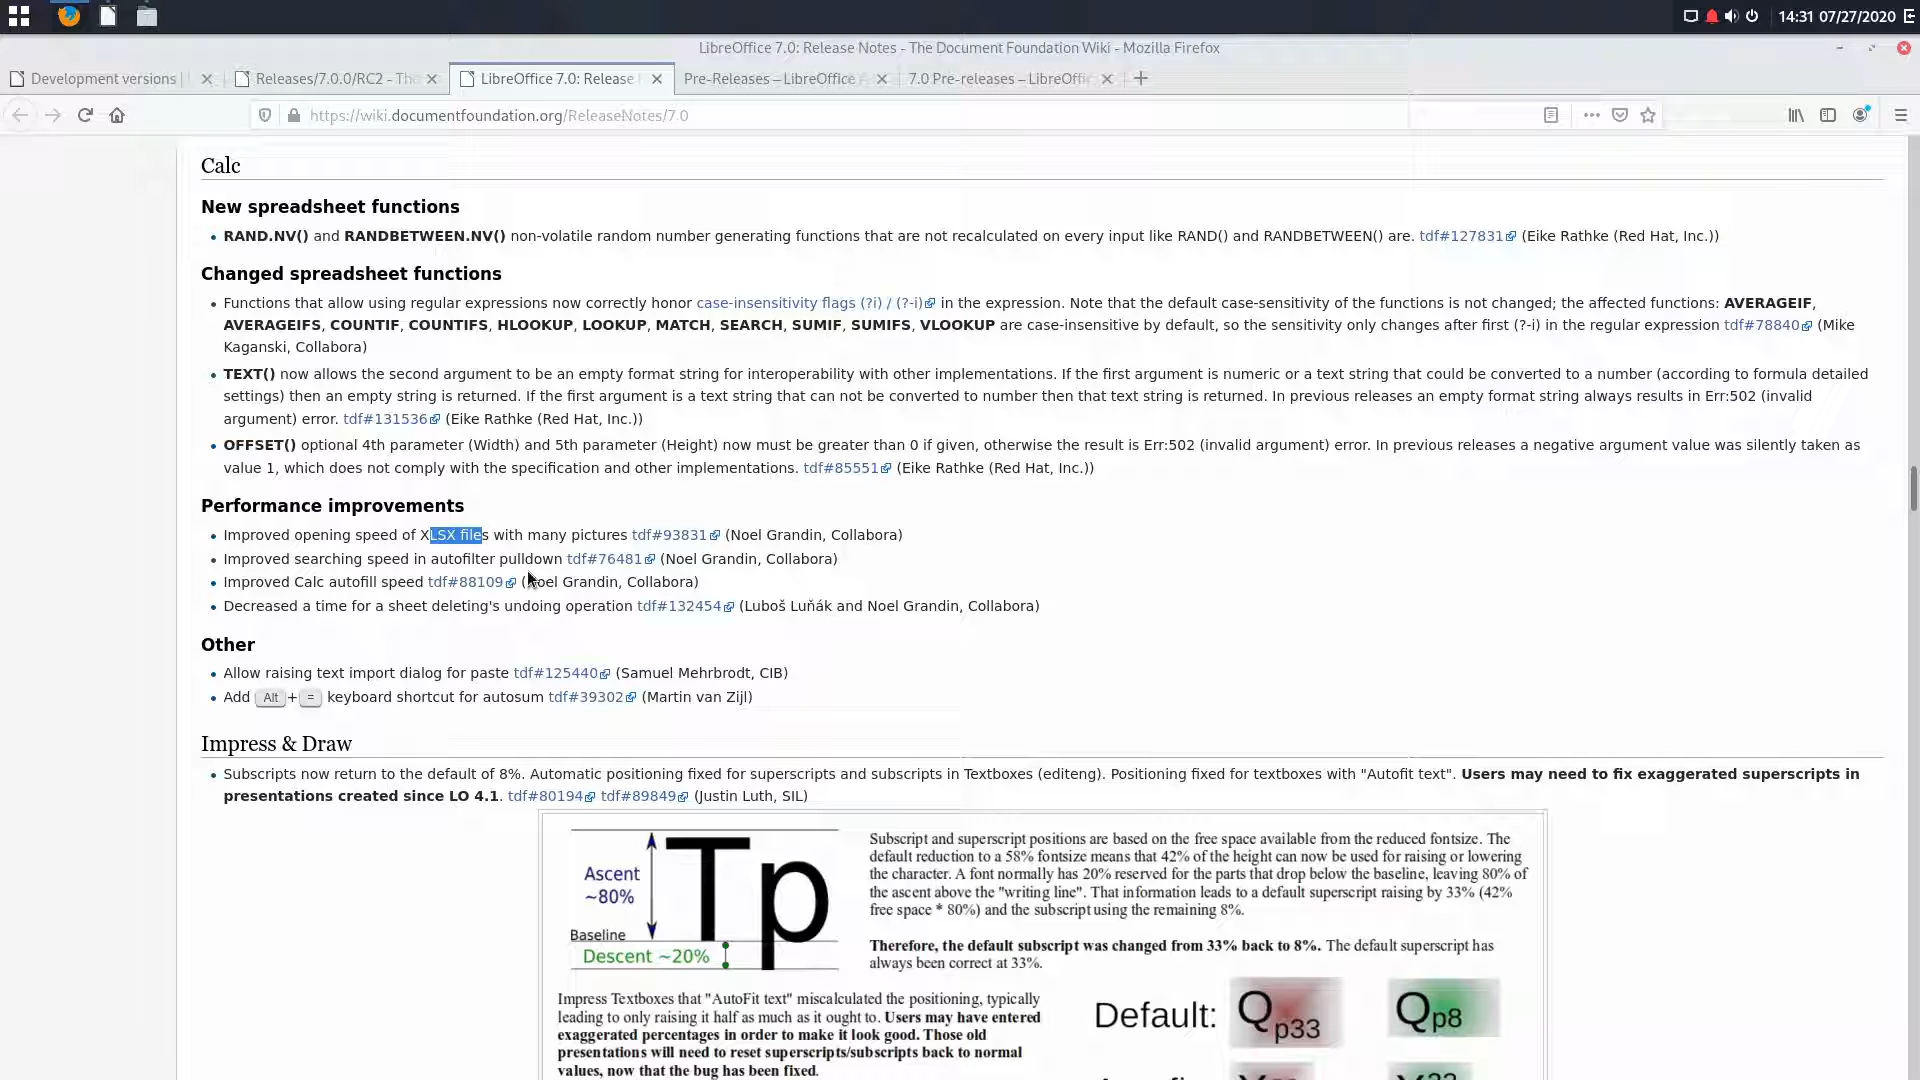 14:31 07/27/2020
LibreOffice 7.0: Release Notes - The Document Foundation Wiki - Mozilla Firefox
Development versions |
Releases/7.0.0/RC2 - The
LibreOffice 7.0: Release
Pre-Releases – LibreOffice
7.0 Pre-releases – LibreOffic
https://wiki.documentfoundation.org/ReleaseNotes/7.0
Calc
New spreadsheet functions
• RAND.NV() and RANDBETWEEN.NV() non-volatile random number generating functions that are not recalculated on every input like RAND() and RANDBETWEEN() are. tdf#127831 (Eike Rathke (Red Hat, Inc.))
Changed spreadsheet functions
• Functions that allow using regular expressions now correctly honor case-insensitivity flags (?i) / (?-i) in the expression. Note that the default case-sensitivity of the functions is not changed; the affected functions: AVERAGEIF,
AVERAGEIFS, COUNTIF, COUNTIFS, HLOOKUP, LOOKUP, MATCH, SEARCH, SUMIF, SUMIFS, VLOOKUP are case-insensitive by default, so the sensitivity only changes after first (?-i) in the regular expression tdf#78840 (Mike
Kaganski, Collabora)
• TEXT() now allows the second argument to be an empty format string for interoperability with other implementations. If the first argument is numeric or a text string that could be converted to a number (according to formula detailed
settings) then an empty string is returned. If the first argument is a text string that can not be converted to number then that text string is returned. In previous releases an empty format string always results in Err:502 (invalid
argument) error. tdf#131536 (Eike Rathke (Red Hat, Inc.))
• OFFSET() optional 4th parameter (Width) and 5th parameter (Height) now must be greater than 0 if given, otherwise the result is Err:502 (invalid argument) error. In previous releases a negative argument value was silently taken as
value 1, which does not comply with the specification and other implementations. tdf#85551 (Eike Rathke (Red Hat, Inc.))
Performance improvements
• Improved opening speed of XLSX files with many pictures tdf#93831 (Noel Grandin, Collabora)
• Improved searching speed in autofilter pulldown tdf#76481 (Noel Grandin, Collabora)
• Improved Calc autofill speed tdf#88109 (Noel Grandin, Collabora)
• Decreased a time for a sheet deleting's undoing operation tdf#132454 (Luboš Luňák and Noel Grandin, Collabora)
Other
• Allow raising text import dialog for paste tdf#125440 (Samuel Mehrbrodt, CIB)
• Add Alt+= keyboard shortcut for autosum tdf#39302 (Martin van Zijl)
Impress & Draw
• Subscripts now return to the default of 8%. Automatic positioning fixed for superscripts and subscripts in Textboxes (editeng). Positioning fixed for textboxes with "Autofit text". Users may need to fix exaggerated superscripts in
presentations created since LO 4.1. tdf#80194 tdf#89849 (Justin Luth, SIL)
Ascent
~80%
Tp
Baseline
Descent ~20%
Subscript and superscript positions are based on the free space available from the reduced fontsize. The
default reduction to a 58% fontsize means that 42% of the height can now be used for raising or lowering
the character. A font normally has 20% reserved for the parts that drop below the baseline, leaving 80% of
the ascent above the "writing line". That information leads to a default superscript raising by 33% (42%
free space * 80%) and the subscript using the remaining 8%.
Therefore, the default subscript was changed from 33% back to 8%. The default superscript has
always been correct at 33%.
Impress Textboxes that "AutoFit text" miscalculated the positioning, typically
leading to only raising it half as much as it ought to. Users may have entered
exaggerated percentages in order to make it look good. Those old
presentations will need to reset superscripts/subscripts back to normal
values, now that the bug has been fixed.
Default: Qp33 Qp8